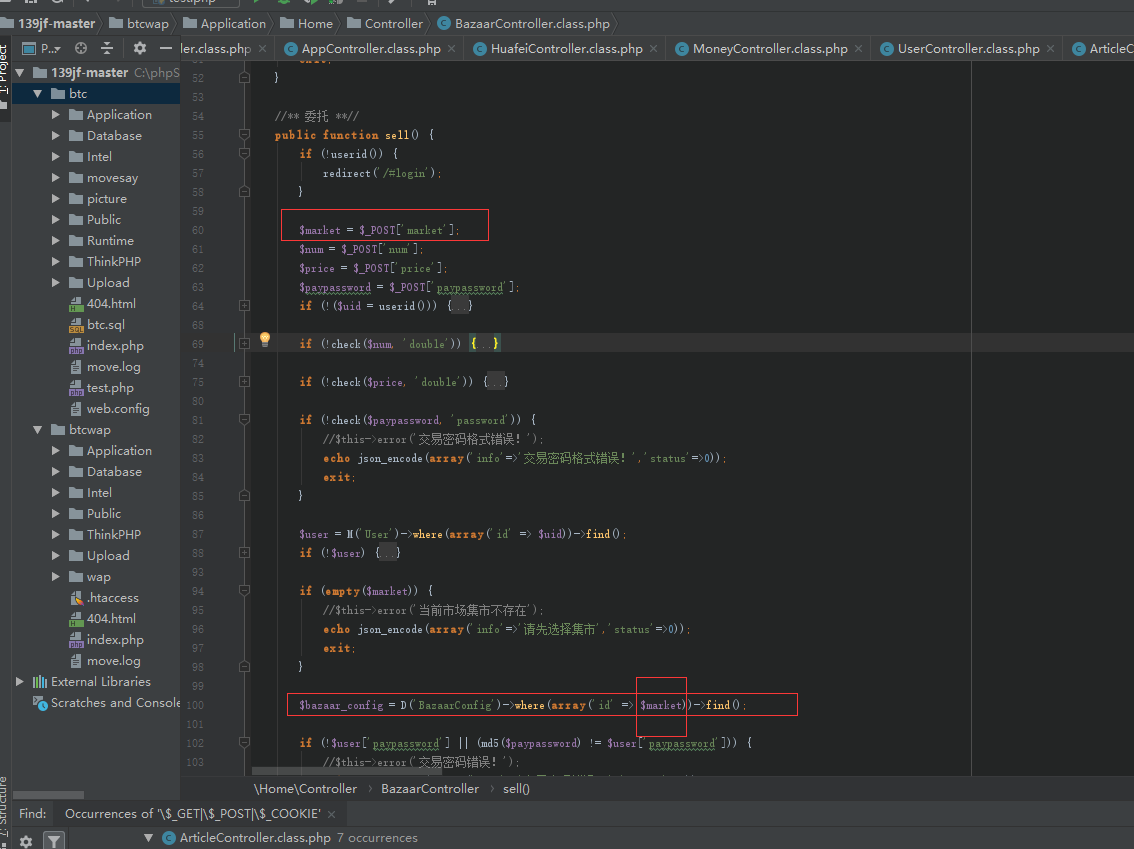 testphp
139jf-master btcwap Application Home Controller BazaarController.class.php
P.. ler.class.php AppController.class.php HuafeiController.class.php MoneyController.class.php UserController.class.php ArticleC
1: Project
139jf-master C:\phpS
btc
Application
Database
Intel
movesay
picture
Public
Runtime
ThinkPHP
Upload
404.html
btc.sql
index.php
move.log
test.php
web.config
btcwap
Application
Database
Intel
Public
ThinkPHP
Upload
wap
.htaccess
404.html
index.php
move.log
External Libraries
Scratches and Console
52 }
53
54 //** 委托 **//
55 public function sell() {
56 if (!userid()) {
57 redirect('/#login');
58 }
59
60 $market = $_POST['market'];
61 $num = $_POST['num'];
62 $price = $_POST['price'];
63 $paypassword = $_POST['paypassword'];
64 if (!($uid = userid())) {...}
68
69 if (!check($num, 'double')) {...}
74
75 if (!check($price, 'double')) {...}
80
81 if (!check($paypassword, 'password')) {
82 //$this->error('交易密码格式错误！');
83 echo json_encode(array('info'=>'交易密码格式错误！','status'=>0));
84 exit;
85 }
86
87 $user = M('User')->where(array('id' => $uid))->find();
88 if (!$user) {...}
93
94 if (empty($market)) {
95 //$this->error('当前市场集市不存在');
96 echo json_encode(array('info'=>'请先选择集市','status'=>0));
97 exit;
98 }
99
100 $bazaar_config = D('BazaarConfig')->where(array('id' => $market))->find();
101
102 if (!$user['paypassword'] || (md5($paypassword) != $user['paypassword'])) {
103 //$this->error('交易密码错误！');
\Home\Controller BazaarController sell()
7: Structure
Find: Occurrences of '\$_GET|\$_POST|\$_COOKIE'
ArticleController.class.php 7 occurrences